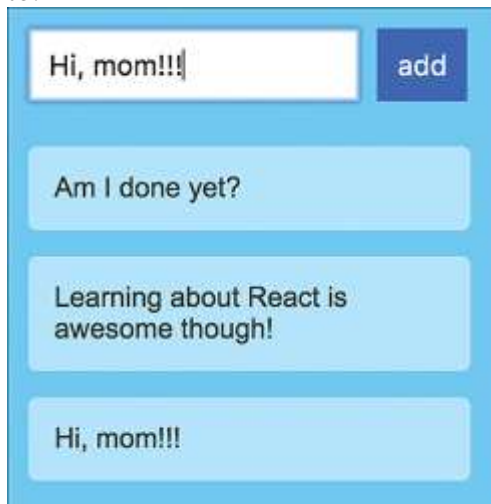 Hi, mom!!!
add
Am I done yet?
Learning about React is
awesome though!
Hi, mom!!!